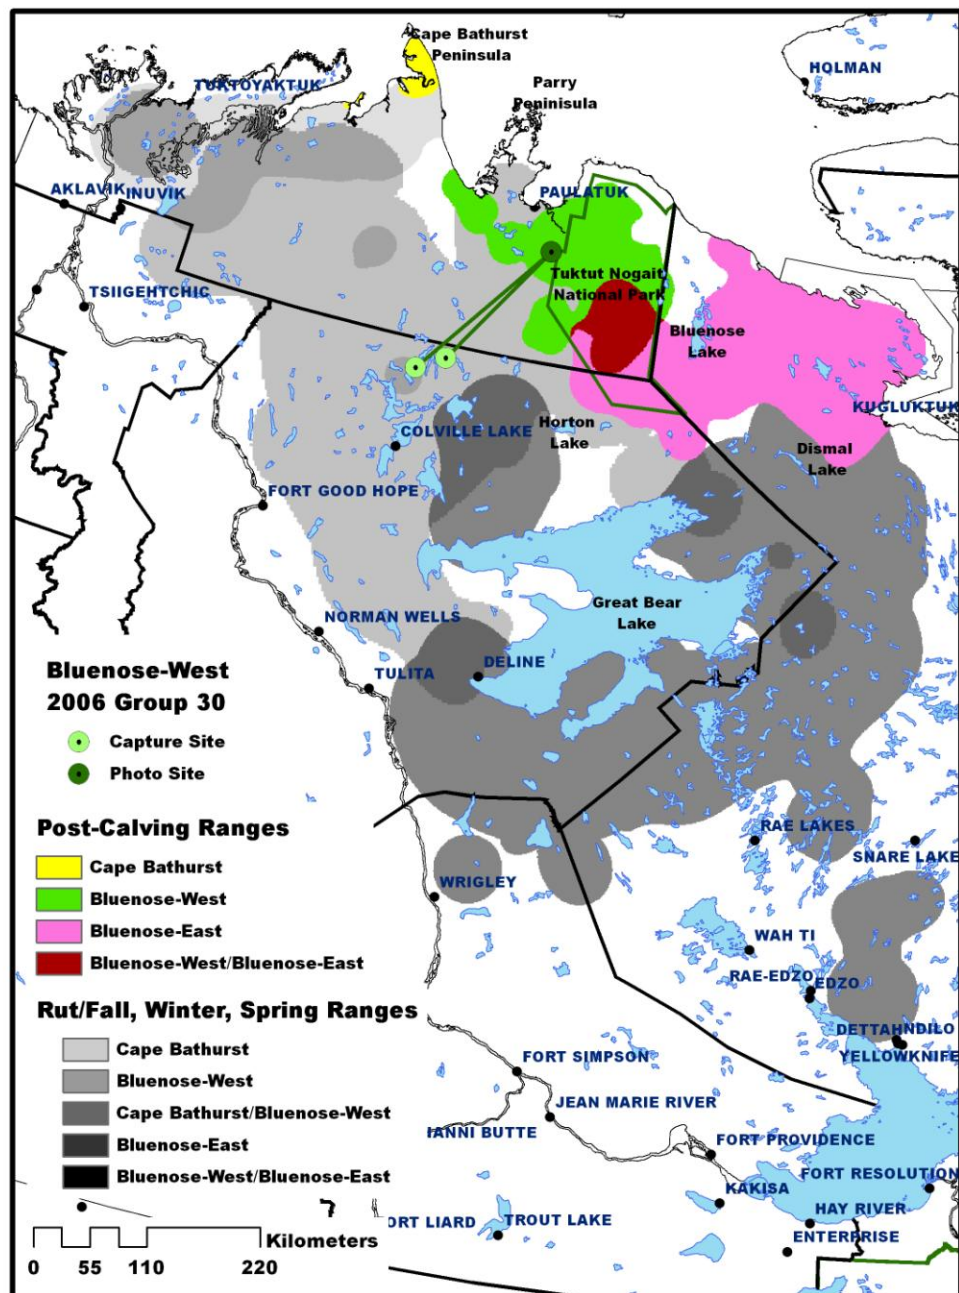 Cape Bathurst
Peninsula
HOLMAN
TUKTOYAKTUK
Parry
Peninisula
AKLAVIK
INUVIK
PAULATUK
TSIIGEHTCHIC
Tuktut Nogait
National Park
Bluenose
Lake
KUGLUKTUK
COLVILLE LAKE
Horton
Lake
Dismal
Lake
FORT GOOD HOPE
NORMAN WELLS
Great Bear
Lake
TULITA
DELINE
Bluenose-West
2006 Group 30
Capture Site
Photo Site
Post-Calving Ranges
Cape Bathurst
Bluenose-West
Bluenose-East
Bluenose-West/Bluenose-East
Rut/Fall, Winter, Spring Ranges
Cape Bathurst
Bluenose-West
Cape Bathurst/Bluenose-West
Bluenose-East
Bluenose-West/Bluenose-East
Kilometers
0 55 110 220
RAE LAKES
SNARE LAKE
WRIGLEY
WAH TI
RAE-EDZO
EDZO
DETTAH
NDILO
YELLOWKNIFE
FORT SIMPSON
JEAN MARIE RIVER
IANNI BUTTE
FORT PROVIDENCE
FORT RESOLUTION
KAKISA
HAY RIVER
ORT LIARD
TROUT LAKE
ENTERPRISE